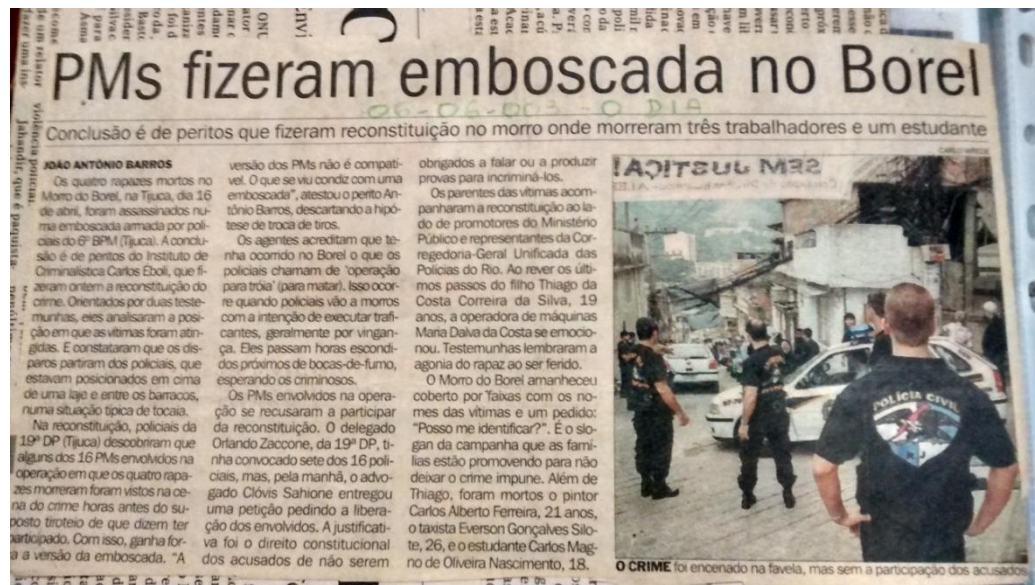 PMs fizeram emboscada no Borel
06-06-003 - O DIA
Conclusão é de peritos que fizeram reconstituição no morro onde morreram três trabalhadores e um estudante
JOÃO ANTÔNIO BARROS
Os quatro rapazes mortos no
Morro do Borel, na Tijuca, dia 16
de abril, foram assassinados nu-
ma emboscada armada por poli-
ciais do 6º BPM (Tijuca). A conclu-
são é de peritos do Instituto de
Criminalística Carlos Éboli, que fi-
zeram ontem a reconstituição do
crime. Orientados por duas teste-
munhas, eles analisaram a posi-
ção em que as vítimas foram atin-
gidas. E constataram que os dis-
paros partiram dos policiais, que
estavam posicionados em cima
de uma laje e entre os barracos,
numa situação típica de tocaia.
Na reconstituição, policiais da
19ª DP (Tijuca) descobriram que
alguns dos 16 PMs envolvidos na
operação em que os quatro rapa-
zes morreram foram vistos na ce-
na do crime horas antes do su-
posto tiroteio de que dizem ter
participado. Com isso, ganha for-
a a versão da emboscada. “A
versão dos PMs não é compatí-
vel. O que se viu condiz com uma
emboscada”, atestou o perito An-
tônio Barros, descartando a hipó-
tese de troca de tiros.
Os agentes acreditam que te-
nha ocorrido no Borel o que os
policiais chamam de ‘operação
para tróia’ (para matar). Isso ocor-
re quando policiais vão a morros
com a intenção de executar trafi-
cantes, geralmente por vingan-
ça. Eles passam horas escondi-
dos próximos de bocas-de-fumo,
esperando os criminosos.
Os PMs envolvidos na opera-
ção se recusaram a participar
da reconstituição. O delegado
Orlando Zaccone, da 19ª DP, ti-
nha convocado sete dos 16 poli-
ciais, mas, pela manhã, o advo-
gado Clóvis Sahione entregou
uma petição pedindo a libera-
ção dos envolvidos. A justificati-
va foi o direito constitucional
dos acusados de não serem
obrigados a falar ou a produzir
provas para incriminá-los.
Os parentes das vítimas acom-
panharam a reconstituição ao la-
do de promotores do Ministério
Público e representantes da Cor-
regedoria-Geral Unificada das
Polícias do Rio. Ao rever os últi-
mos passos do filho Thiago da
Costa Correira da Silva, 19
anos, a operadora de máquinas
Maria Dalva da Costa se emocio-
nou. Testemunhas lembraram a
agonia do rapaz ao ser ferido.
O Morro do Borel amanheceu
coberto por faixas com os no-
mes das vítimas e um pedido:
“Posso me identificar?”. É o slo-
gan da campanha que as famí-
lias estão promovendo para não
deixar o crime impune. Além de
Thiago, foram mortos o pintor
Carlos Alberto Ferreira, 21 anos,
o taxista Everson Gonçalves Silo-
te, 26, e o estudante Carlos Mag-
no de Oliveira Nascimento, 18.
SEM JUSTIÇA!
POLÍCIA CIVIL
RJ
O CRIME foi encenado na favela, mas sem a participação dos acusados